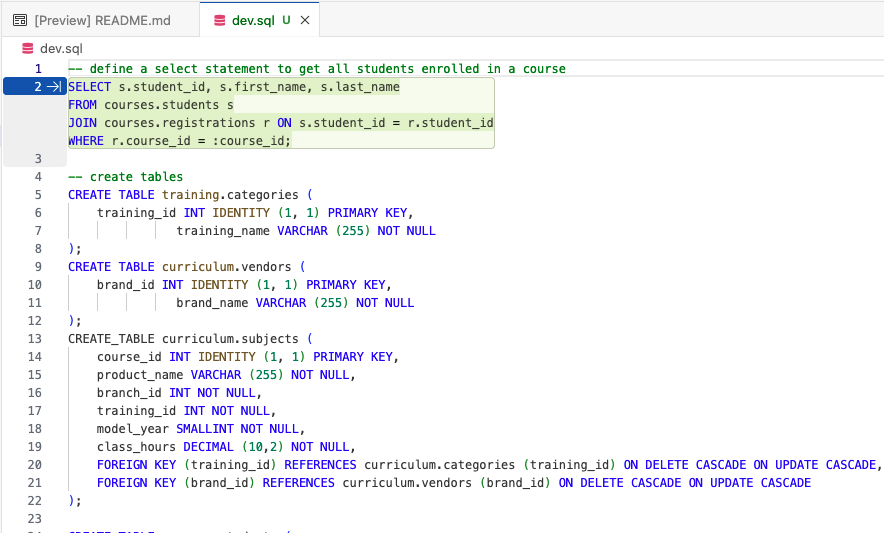 [Preview] README.md
dev.sql U
dev.sql
1 -- define a select statement to get all students enrolled in a course
2 SELECT s.student_id, s.first_name, s.last_name
FROM courses.students s
JOIN courses.registrations r ON s.student_id = r.student_id
WHERE r.course_id = :course_id;
3
4 -- create tables
5 CREATE TABLE training.categories (
6 training_id INT IDENTITY (1, 1) PRIMARY KEY,
7 training_name VARCHAR (255) NOT NULL
8 );
9 CREATE TABLE curriculum.vendors (
10 brand_id INT IDENTITY (1, 1) PRIMARY KEY,
11 brand_name VARCHAR (255) NOT NULL
12 );
13 CREATE_TABLE curriculum.subjects (
14 course_id INT IDENTITY (1, 1) PRIMARY KEY,
15 product_name VARCHAR (255) NOT NULL,
16 branch_id INT NOT NULL,
17 training_id INT NOT NULL,
18 model_year SMALLINT NOT NULL,
19 class_hours DECIMAL (10,2) NOT NULL,
20 FOREIGN KEY (training_id) REFERENCES curriculum.categories (training_id) ON DELETE CASCADE ON UPDATE CASCADE,
21 FOREIGN KEY (brand_id) REFERENCES curriculum.vendors (brand_id) ON DELETE CASCADE ON UPDATE CASCADE
22 );
23